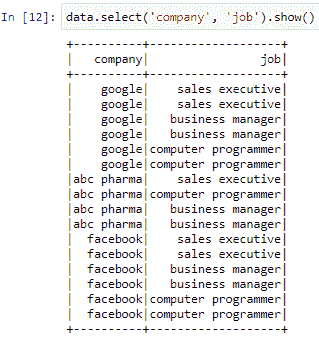 In [12]: data.select('company', 'job').show()
+---------+-------------------+
|  company|                job|
+---------+-------------------+
|   google|    sales executive|
|   google|    sales executive|
|   google|   business manager|
|   google|   business manager|
|   google|computer programmer|
|   google|computer programmer|
|abc pharma|    sales executive|
|abc pharma|computer programmer|
|abc pharma|   business manager|
|abc pharma|   business manager|
| facebook|    sales executive|
| facebook|    sales executive|
| facebook|   business manager|
| facebook|   business manager|
| facebook|computer programmer|
| facebook|computer programmer|
+---------+-------------------+